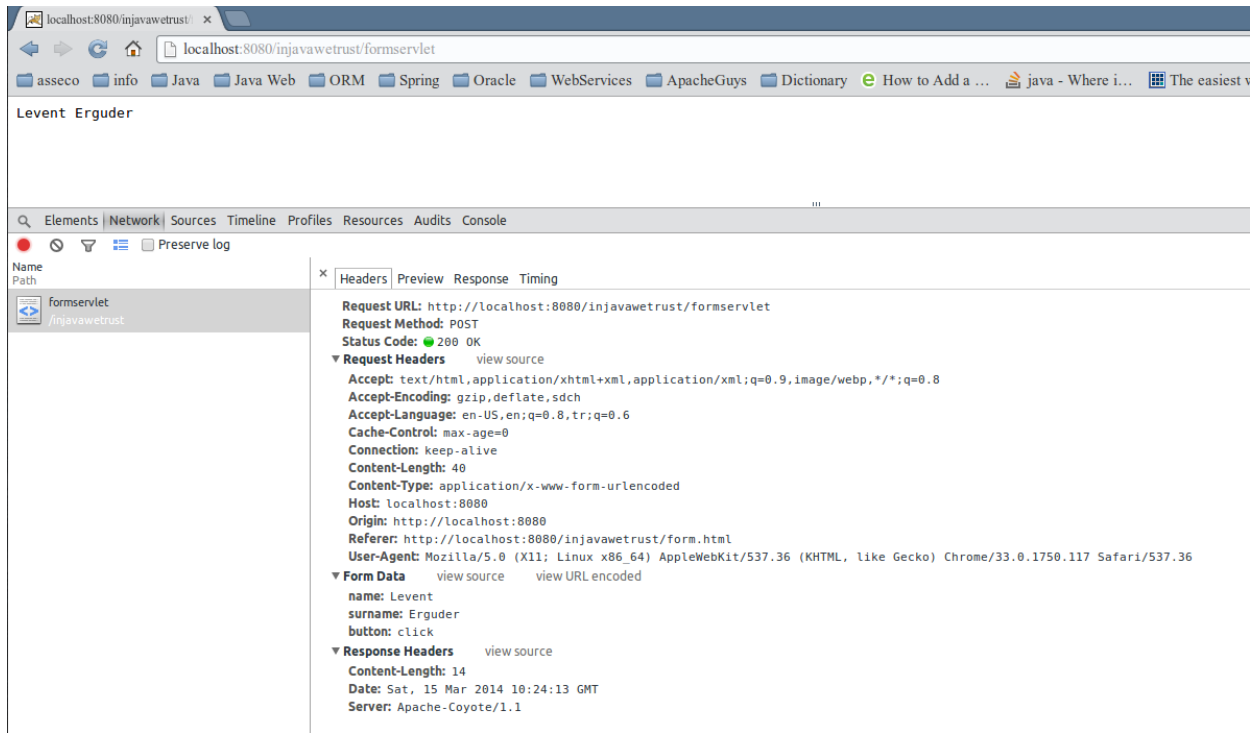 localhost:8080/injavawetrust/
localhost:8080/injavawetrust/formservlet
asseco info Java Java Web ORM Spring Oracle WebServices ApacheGuys Dictionary How to Add a ... java - Where i... The easiest
Levent Erguder
Elements Network Sources Timeline Profiles Resources Audits Console
Preserve log
Name
Path
formservlet
/injavawetrust
× Headers Preview Response Timing
Request URL: http://localhost:8080/injavawetrust/formservlet
Request Method: POST
Status Code: 200 OK
▼ Request Headers view source
Accept: text/html,application/xhtml+xml,application/xml;q=0.9,image/webp,*/*;q=0.8
Accept-Encoding: gzip,deflate,sdch
Accept-Language: en-US,en;q=0.8,tr;q=0.6
Cache-Control: max-age=0
Connection: keep-alive
Content-Length: 40
Content-Type: application/x-www-form-urlencoded
Host: localhost:8080
Origin: http://localhost:8080
Referer: http://localhost:8080/injavawetrust/form.html
User-Agent: Mozilla/5.0 (X11; Linux x86_64) AppleWebKit/537.36 (KHTML, like Gecko) Chrome/33.0.1750.117 Safari/537.36
▼ Form Data view source view URL encoded
name: Levent
surname: Erguder
button: click
▼ Response Headers view source
Content-Length: 14
Date: Sat, 15 Mar 2014 10:24:13 GMT
Server: Apache-Coyote/1.1